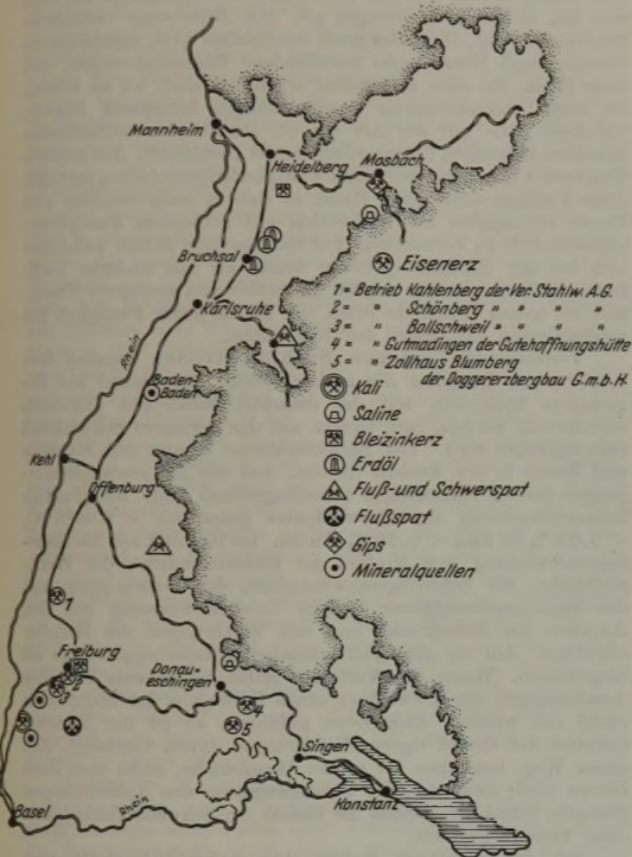 Mannheim
Heidelberg
Mosbach
Bruchsal
Eisenerz
1 = Betrieb Kahlenberg der Ver. Stahlw. A.G.
2 = " Schönberg " " " "
3 = " Bollschweil " " " "
4 = " Gutmadingen der Gutehoffnungshütte
5 = " Zollhaus Blumberg
der Doggererzbergbau G.m.b.H.
Karlsruhe
Rhein
Baden-
Baden
Kali
Saline
Bleizinkerz
Erdöl
Fluß-und Schwerspat
Flußspat
Gips
Mineralquellen
Kehl
Offenburg
1
Freiburg
2
3
Donau-
eschingen
4
5
Singen
Konstanz
Basel
Rhein